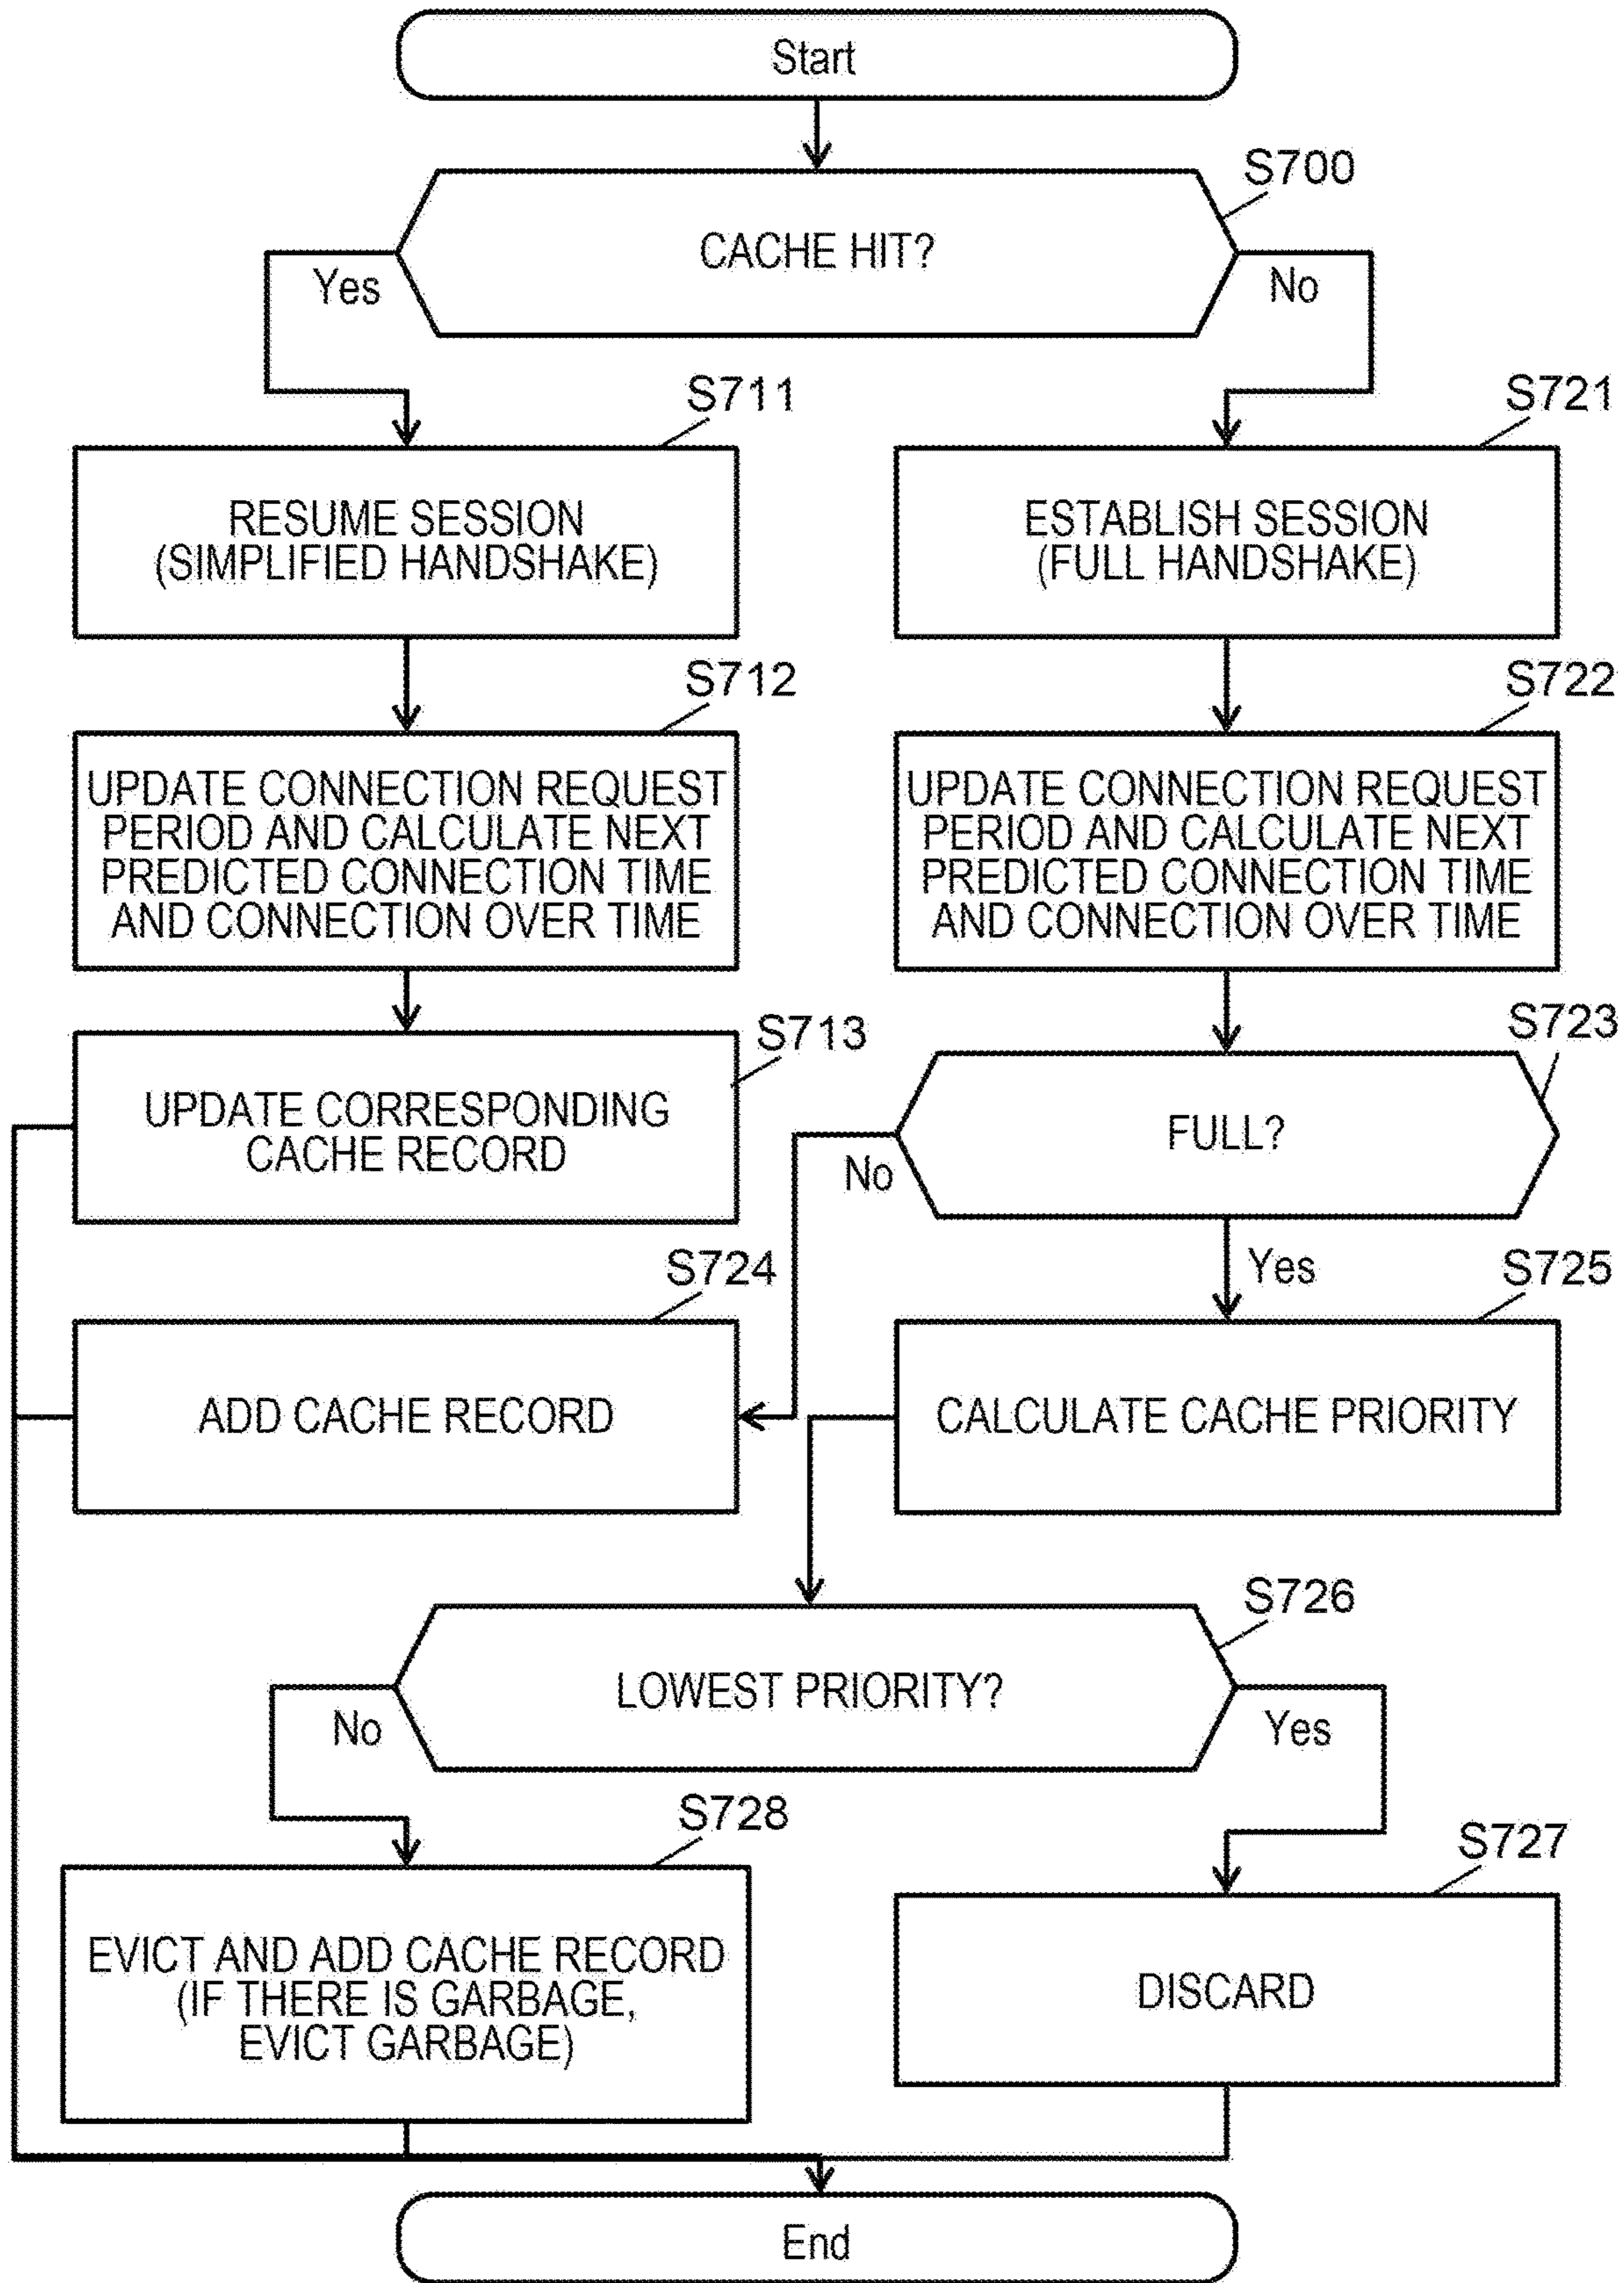 Start
S700
CACHE HIT?
Yes
No
S711
S721
RESUME SESSION
(SIMPLIFIED HANDSHAKE)
ESTABLISH SESSION
(FULL HANDSHAKE)
S712
S722
UPDATE CONNECTION REQUEST
PERIOD AND CALCULATE NEXT
PREDICTED CONNECTION TIME
AND CONNECTION OVER TIME
UPDATE CONNECTION REQUEST
PERIOD AND CALCULATE NEXT
PREDICTED CONNECTION TIME
AND CONNECTION OVER TIME
S713
S723
UPDATE CORRESPONDING
CACHE RECORD
FULL?
No
Yes
S724
S725
ADD CACHE RECORD
CALCULATE CACHE PRIORITY
S726
LOWEST PRIORITY?
No
Yes
S728
S727
EVICT AND ADD CACHE RECORD
(IF THERE IS GARBAGE,
EVICT GARBAGE)
DISCARD
End